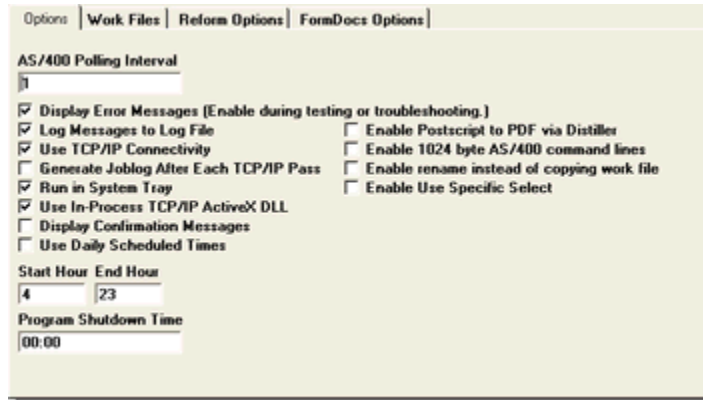 Options Work Files Reform Options FormDocs Options
AS/400 Polling Interval
1
Display Error Messages (Enable during testing or troubleshooting.)
Log Messages to Log File Enable Postscript to PDF via Distiller
Use TCP/IP Connectivity Enable 1024 byte AS/400 command lines
Generate Joblog After Each TCP/IP Pass Enable rename instead of copying work file
Run in System Tray Enable Use Specific Select
Use In-Process TCP/IP ActiveX DLL
Display Confirmation Messages
Use Daily Scheduled Times
Start Hour End Hour
4 23
Program Shutdown Time
00:00